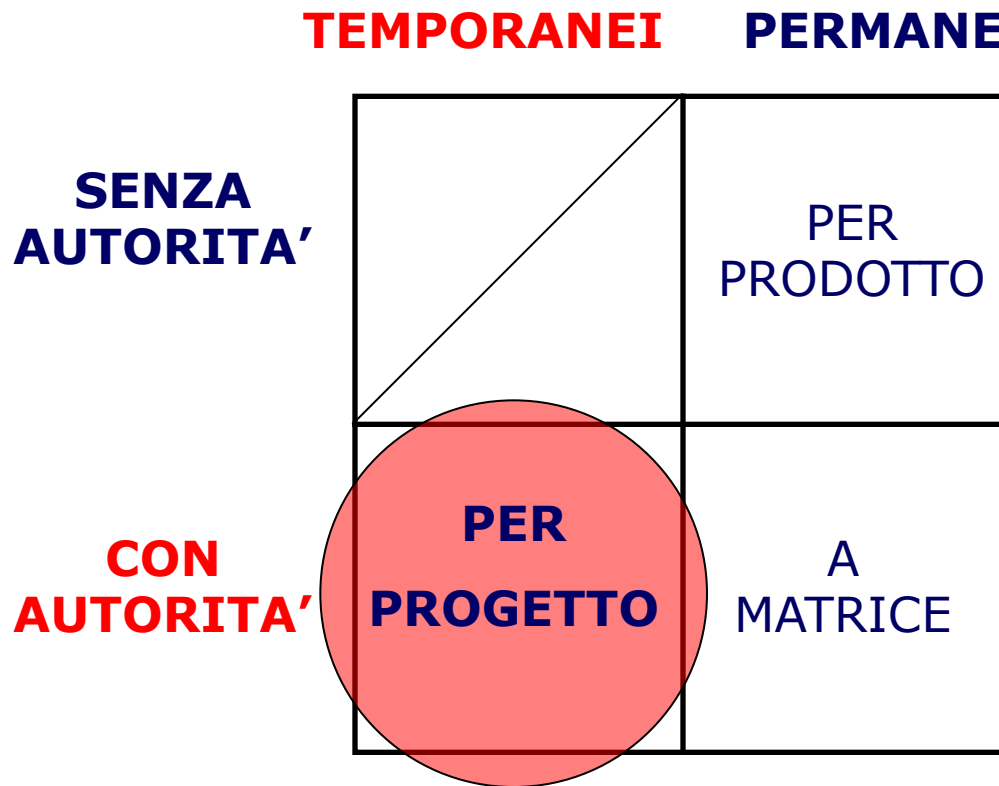 TEMPORANEI PERMANE
SENZA
AUTORITA’
PER
PRODOTTO
CON
AUTORITA’
PER
PROGETTO
A
MATRICE